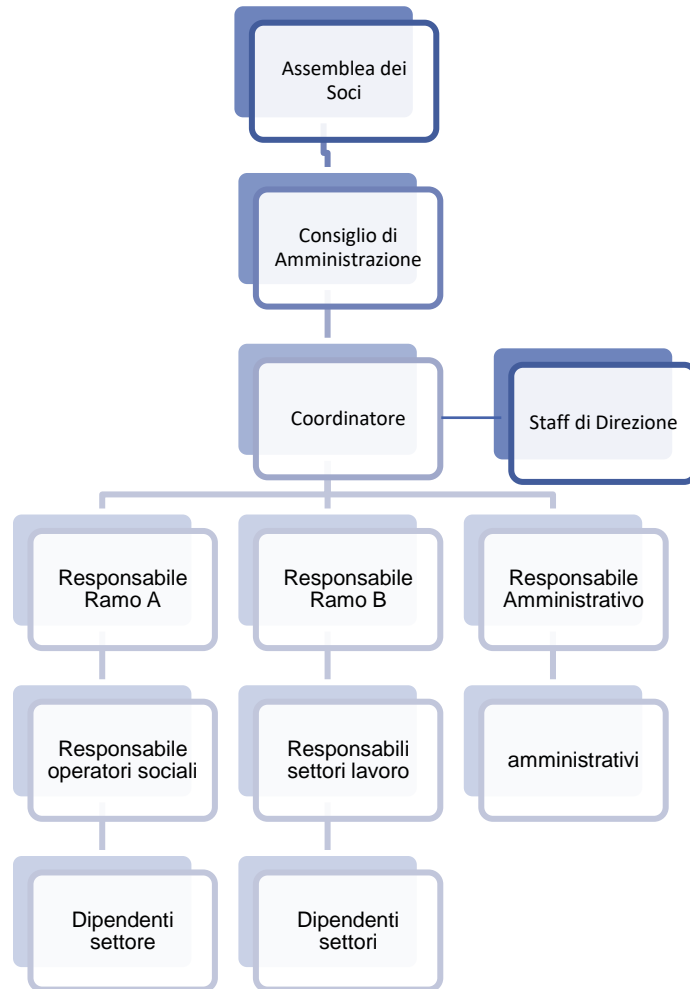 Assemblea dei
Soci
Consiglio di
Amministrazione
Coordinatore
Staff di Direzione
Responsabile
Ramo A
Responsabile
Ramo B
Responsabile
Amministrativo
Responsabile
operatori sociali
Responsabili
settori lavoro
amministrativi
Dipendenti
settore
Dipendenti
settori